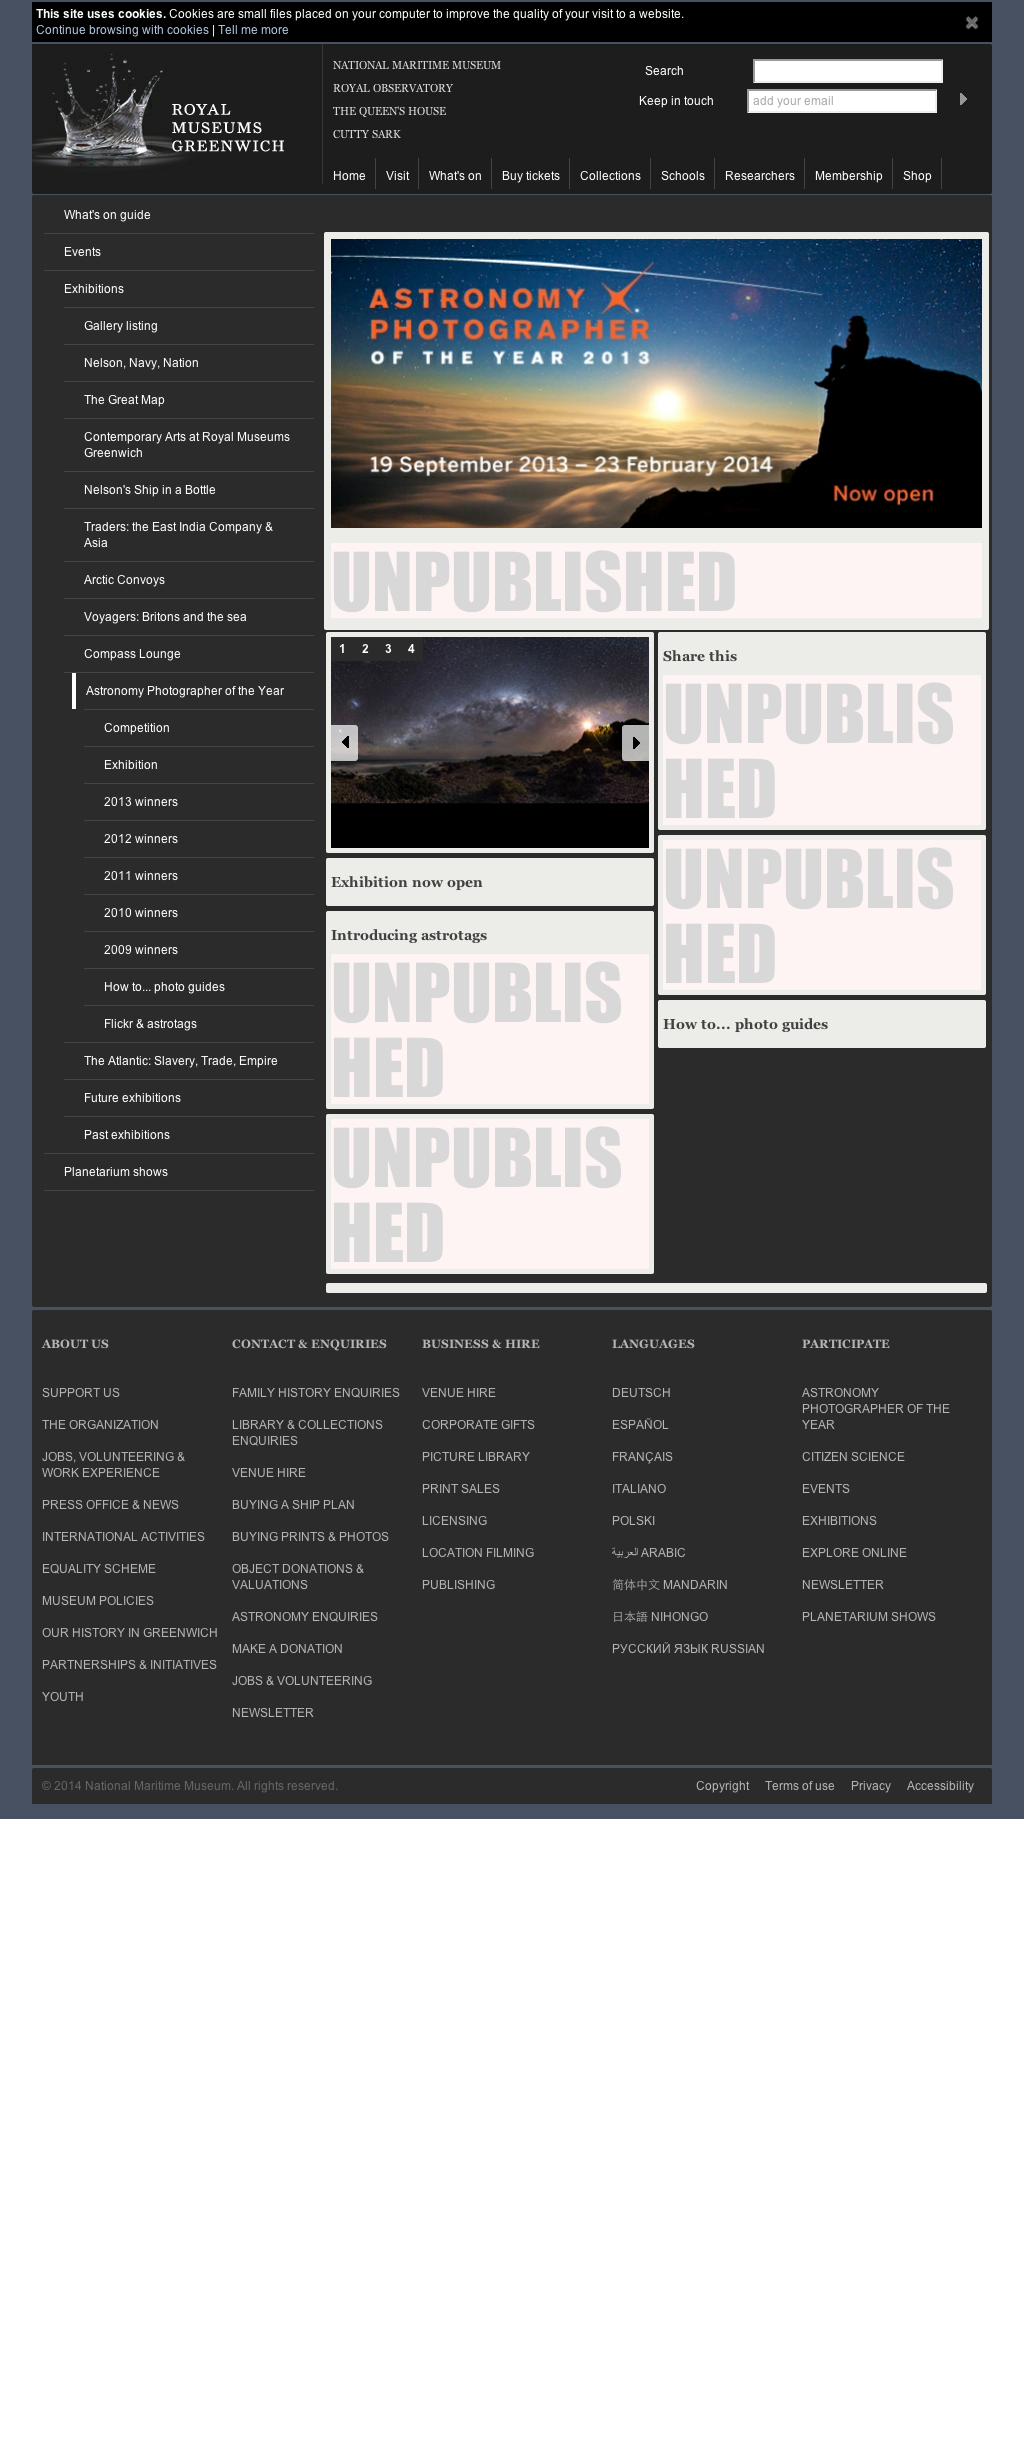 This site uses cookies. Cookies are small files placed on your computer to improve the quality of your visit to a website.
Continue browsing with cookies | Tell me more
ROYAL
MUSEUMS
GREENWICH
NATIONAL MARITIME MUSEUM
ROYAL OBSERVATORY
THE QUEEN'S HOUSE
CUTTY SARK
Search
Keep in touch
add your email
Home
Visit
What's on
Buy tickets
Collections
Schools
Researchers
Membership
Shop
What's on guide
Events
Exhibitions
Gallery listing
Nelson, Navy, Nation
The Great Map
Contemporary Arts at Royal Museums
Greenwich
Nelson's Ship in a Bottle
Traders: the East India Company &
Asia
Arctic Convoys
Voyagers: Britons and the sea
Compass Lounge
Astronomy Photographer of the Year
Competition
Exhibition
2013 winners
2012 winners
2011 winners
2010 winners
2009 winners
How to... photo guides
Flickr & astrotags
The Atlantic: Slavery, Trade, Empire
Future exhibitions
Past exhibitions
Planetarium shows
ASTRONOMY
PHOTOGRAPHER
OF THE YEAR 2013
19 September 2013 – 23 February 2014
Now open
UNPUBLISHED
1 2 3 4
Exhibition now open
Introducing astrotags
UNPUBLIS
HED
UNPUBLIS
HED
Share this
UNPUBLIS
HED
UNPUBLIS
HED
How to... photo guides
ABOUT US
SUPPORT US
THE ORGANIZATION
JOBS, VOLUNTEERING &
WORK EXPERIENCE
PRESS OFFICE & NEWS
INTERNATIONAL ACTIVITIES
EQUALITY SCHEME
MUSEUM POLICIES
OUR HISTORY IN GREENWICH
PARTNERSHIPS & INITIATIVES
YOUTH
CONTACT & ENQUIRIES
FAMILY HISTORY ENQUIRIES
LIBRARY & COLLECTIONS
ENQUIRIES
VENUE HIRE
BUYING A SHIP PLAN
BUYING PRINTS & PHOTOS
OBJECT DONATIONS &
VALUATIONS
ASTRONOMY ENQUIRIES
MAKE A DONATION
JOBS & VOLUNTEERING
NEWSLETTER
BUSINESS & HIRE
VENUE HIRE
CORPORATE GIFTS
PICTURE LIBRARY
PRINT SALES
LICENSING
LOCATION FILMING
PUBLISHING
LANGUAGES
DEUTSCH
ESPAÑOL
FRANÇAIS
ITALIANO
POLSKI
العربية ARABIC
简体中文 MANDARIN
日本語 NIHONGO
РУССКИЙ ЯЗЫК RUSSIAN
PARTICIPATE
ASTRONOMY
PHOTOGRAPHER OF THE
YEAR
CITIZEN SCIENCE
EVENTS
EXHIBITIONS
EXPLORE ONLINE
NEWSLETTER
PLANETARIUM SHOWS
© 2014 National Maritime Museum. All rights reserved.
Copyright
Terms of use
Privacy
Accessibility